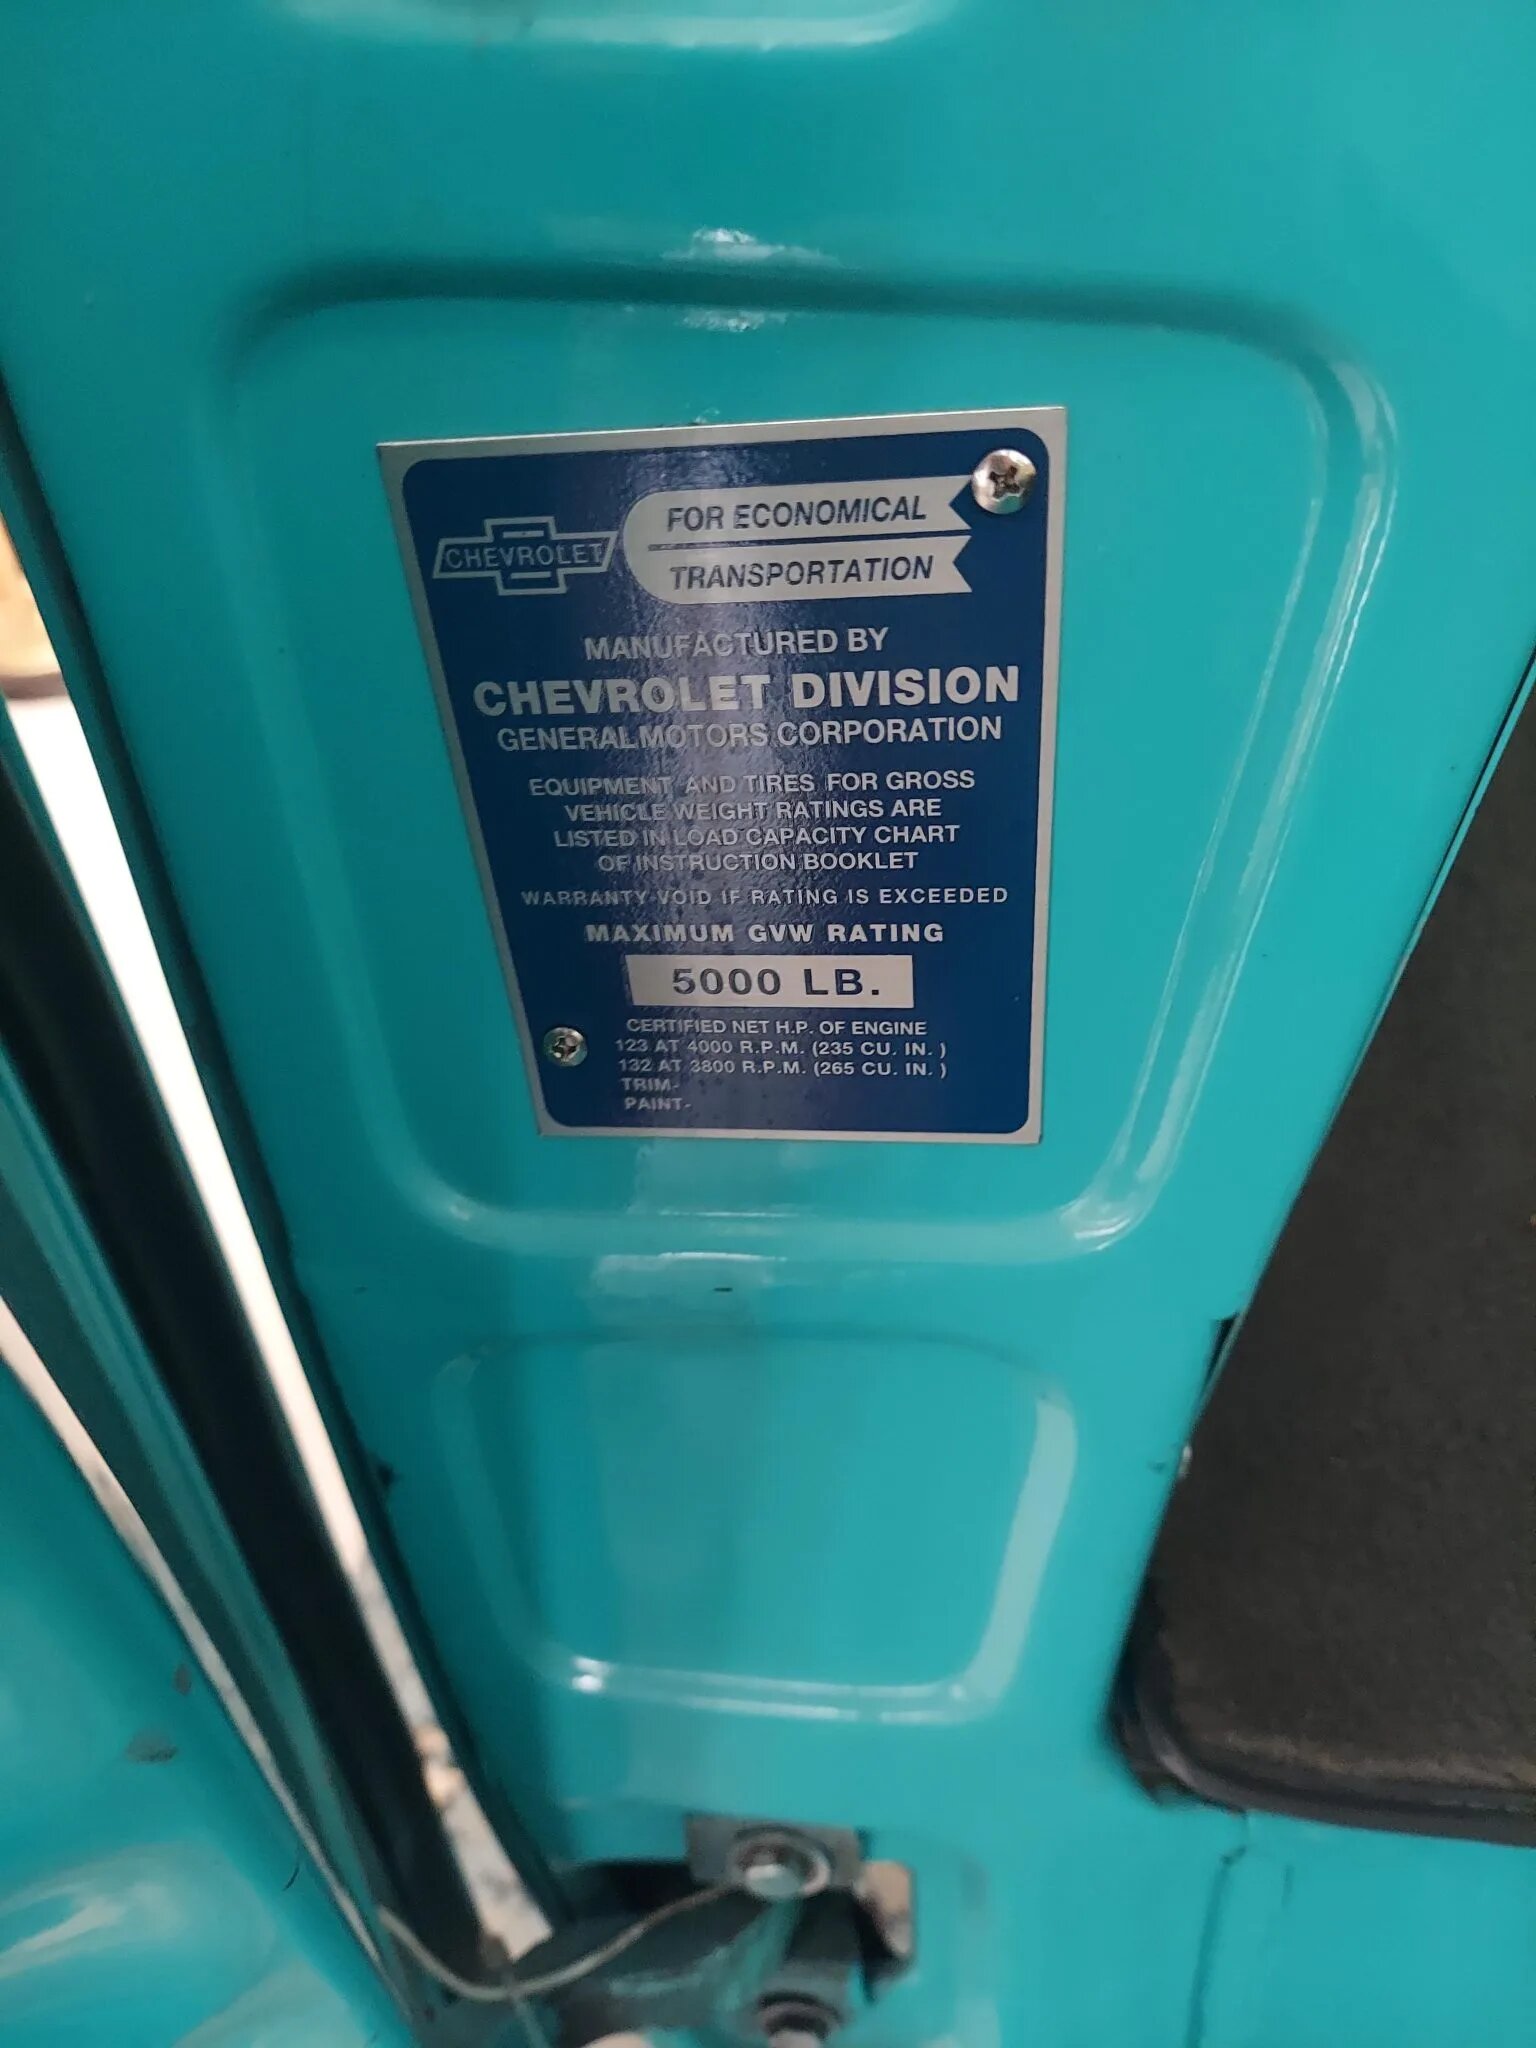 CHEVROLET
FOR ECONOMICAL
TRANSPORTATION
MANUFACTURED BY
CHEVROLET DIVISION
GENERAL MOTORS CORPORATION
EQUIPMENT AND TIRES FOR GROSS
VEHICLE WEIGHT RATINGS ARE
LISTED IN LOAD CAPACITY CHART
OF INSTRUCTION BOOKLET
WARRANTY VOID IF RATING IS EXCEEDED
MAXIMUM GVW RATING
5000 LB.
CERTIFIED NET H.P. OF ENGINE
123 AT 4000 R.P.M. (235 CU. IN. )
132 AT 3800 R.P.M. (265 CU. IN. )
TRIM-
PAINT-